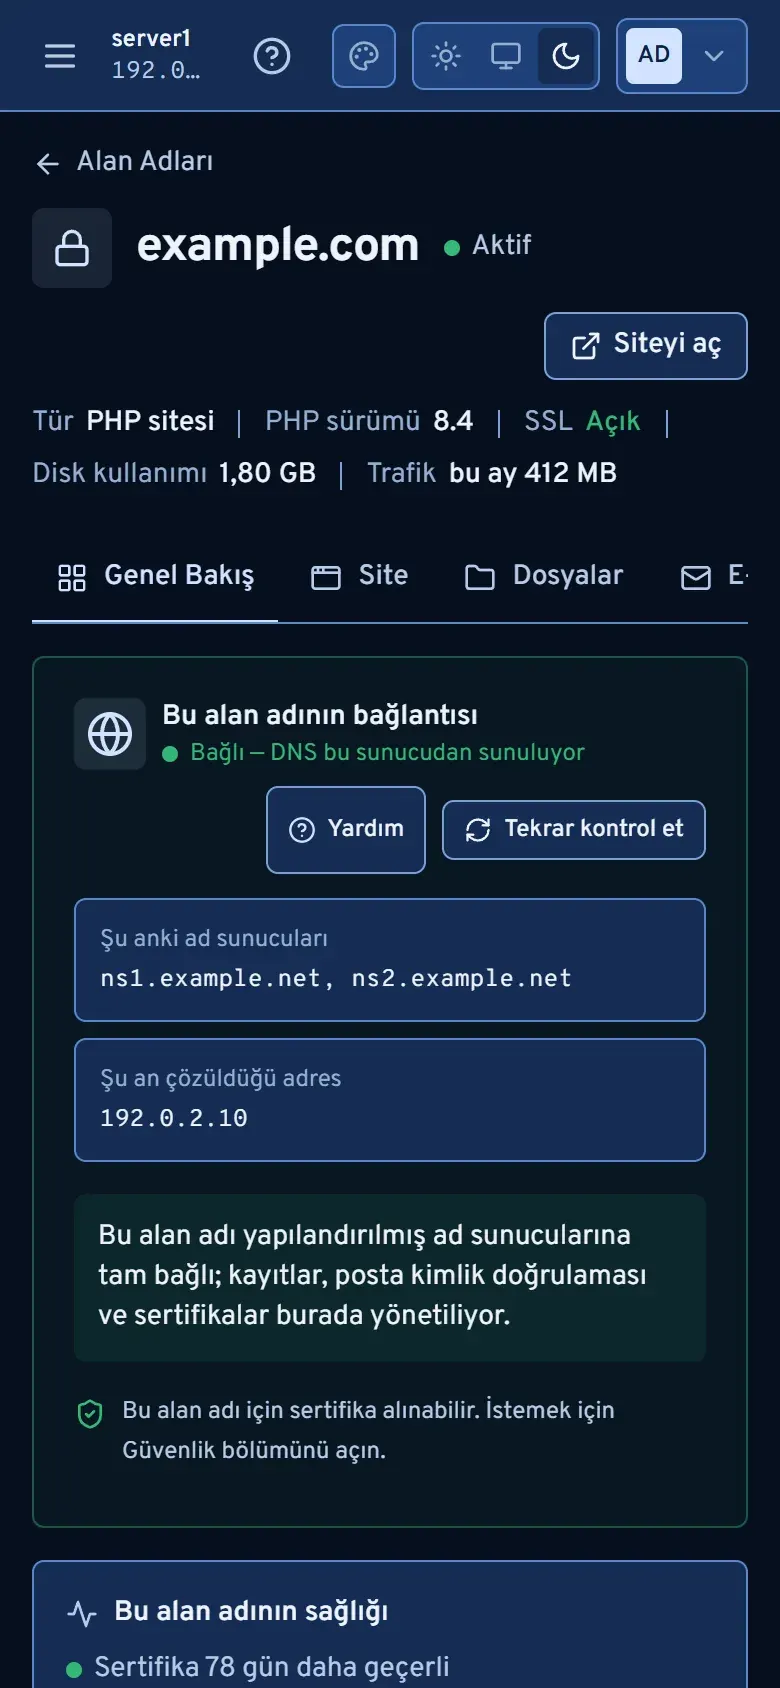 server1
192.0…
AD
Alan Adları
example.com
Aktif
Siteyi aç
Tür PHP sitesi | PHP sürümü 8.4 | SSL Açık |
Disk kullanımı 1,80 GB | Trafik bu ay 412 MB
Genel Bakış
Site
Dosyalar
E-
Bu alan adının bağlantısı
Bağlı — DNS bu sunucudan sunuluyor
Yardım
Tekrar kontrol et
Şu anki ad sunucuları
ns1.example.net, ns2.example.net
Şu an çözüldüğü adres
192.0.2.10
Bu alan adı yapılandırılmış ad sunucularına
tam bağlı; kayıtlar, posta kimlik doğrulaması
ve sertifikalar burada yönetiliyor.
Bu alan adı için sertifika alınabilir. İstemek için
Güvenlik bölümünü açın.
Bu alan adının sağlığı
Sertifika 78 gün daha geçerli